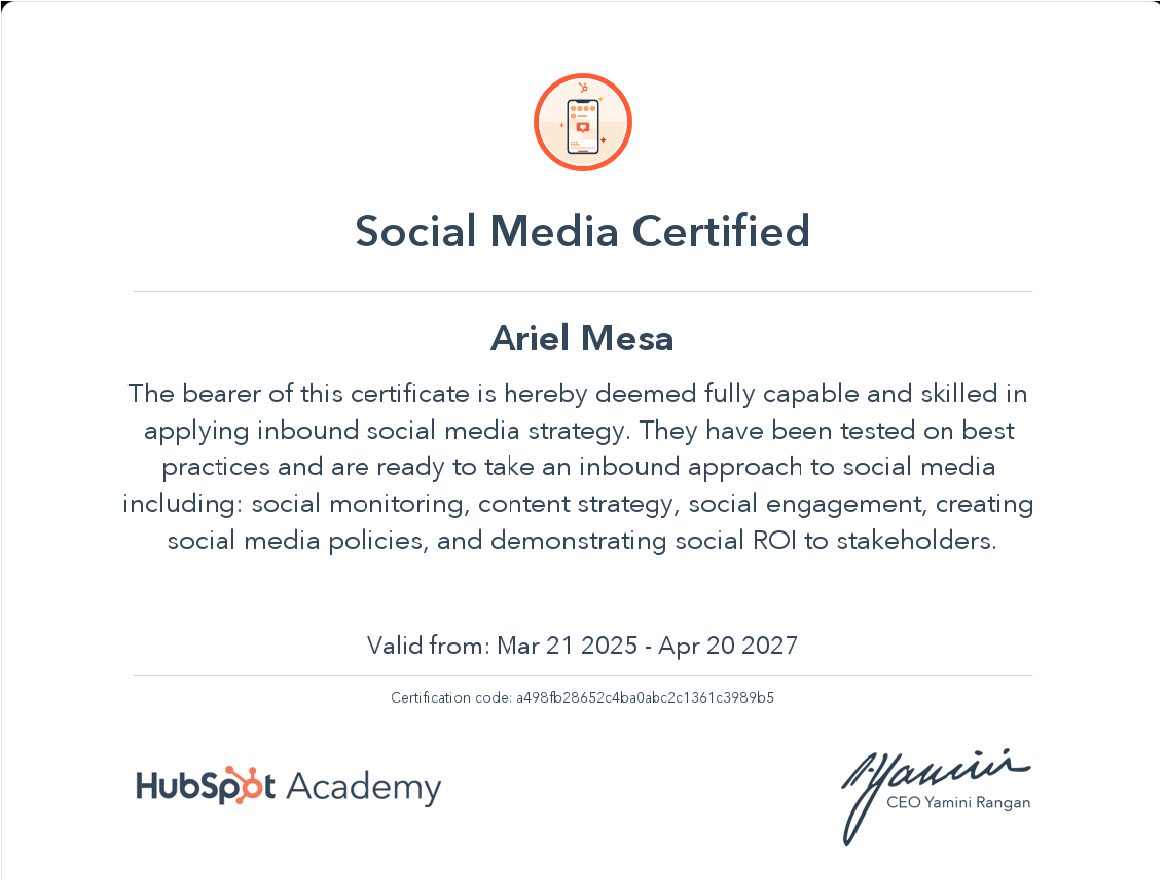 Social Media Certified
Ariel Mesa
The bearer of this certificate is hereby deemed fully capable and skilled in
applying inbound social media strategy. They have been tested on best
practices and are ready to take an inbound approach to social media
including: social monitoring, content strategy, social engagement, creating
social media policies, and demonstrating social ROI to stakeholders.
Valid from: Mar 21 2025 - Apr 20 2027
Certification code: a498fb28652c4ba0abc2c1361c3989b5
HubSpot Academy
Yamini
CEO Yamini Rangan